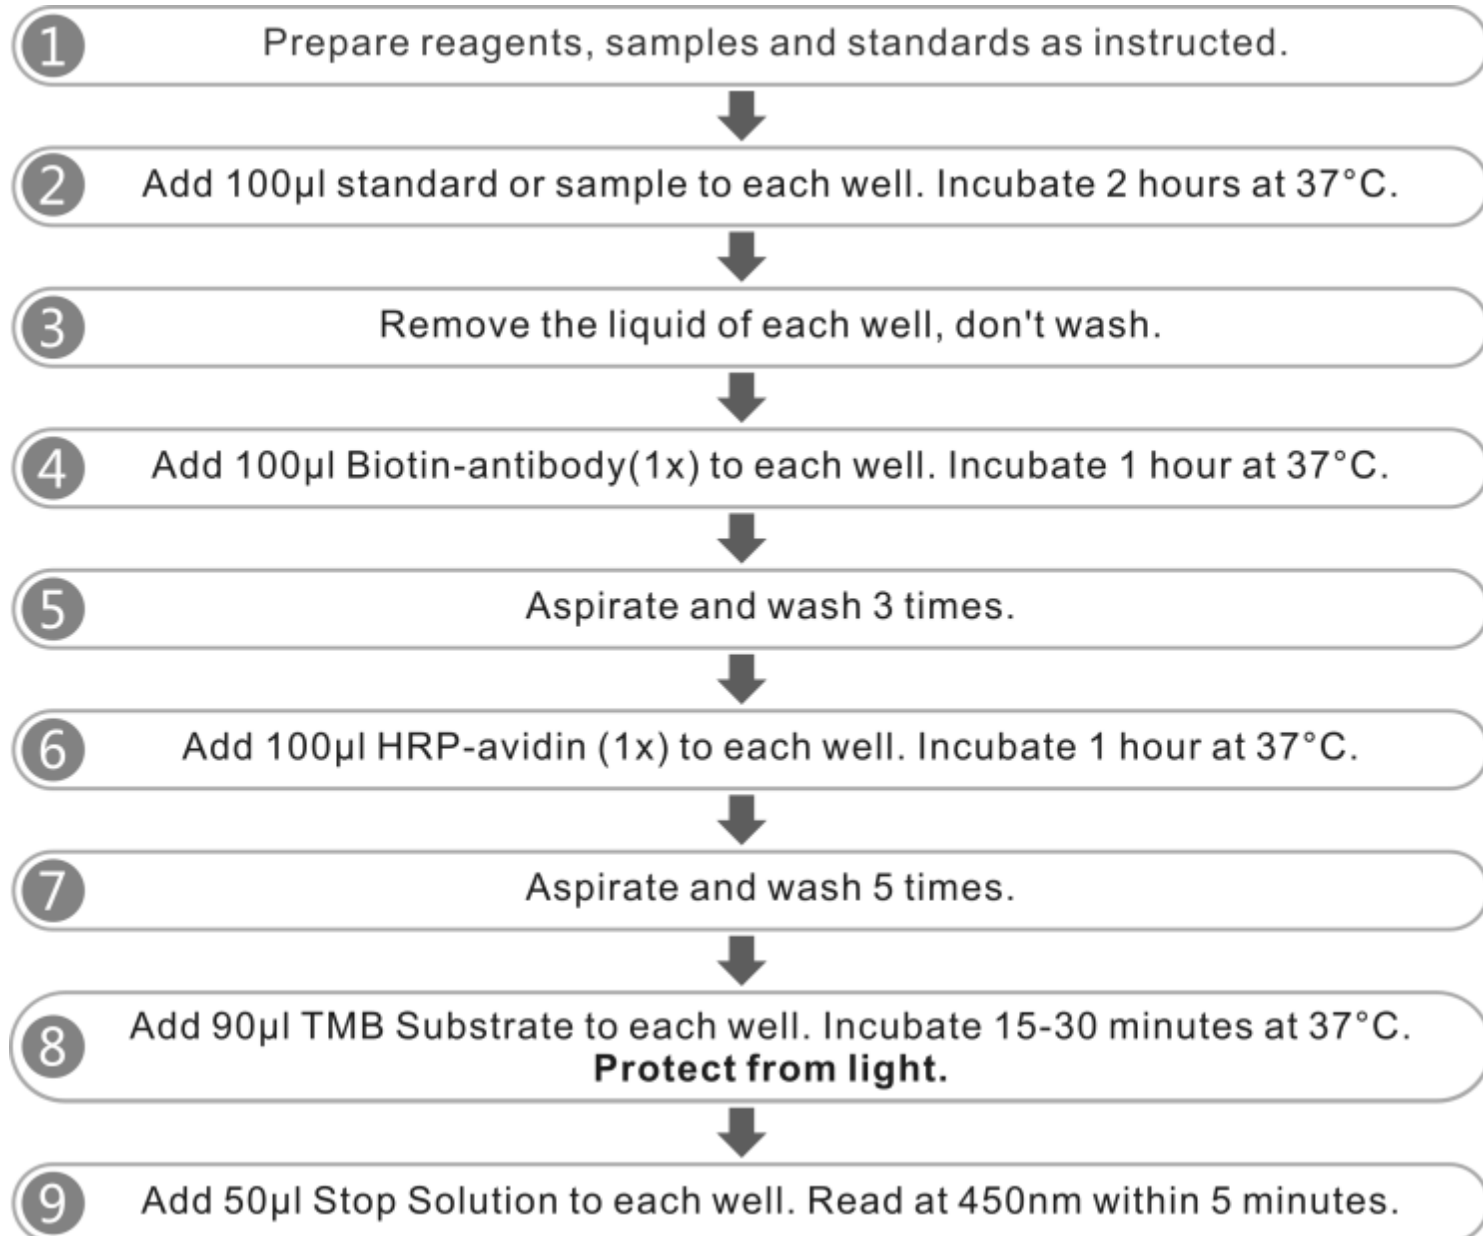 1 Prepare reagents, samples and standards as instructed.
2 Add 100µl standard or sample to each well. Incubate 2 hours at 37°C.
3 Remove the liquid of each well, don't wash.
4 Add 100µl Biotin-antibody(1x) to each well. Incubate 1 hour at 37°C.
5 Aspirate and wash 3 times.
6 Add 100µl HRP-avidin (1x) to each well. Incubate 1 hour at 37°C.
7 Aspirate and wash 5 times.
8 Add 90µl TMB Substrate to each well. Incubate 15-30 minutes at 37°C.
Protect from light.
9 Add 50µl Stop Solution to each well. Read at 450nm within 5 minutes.